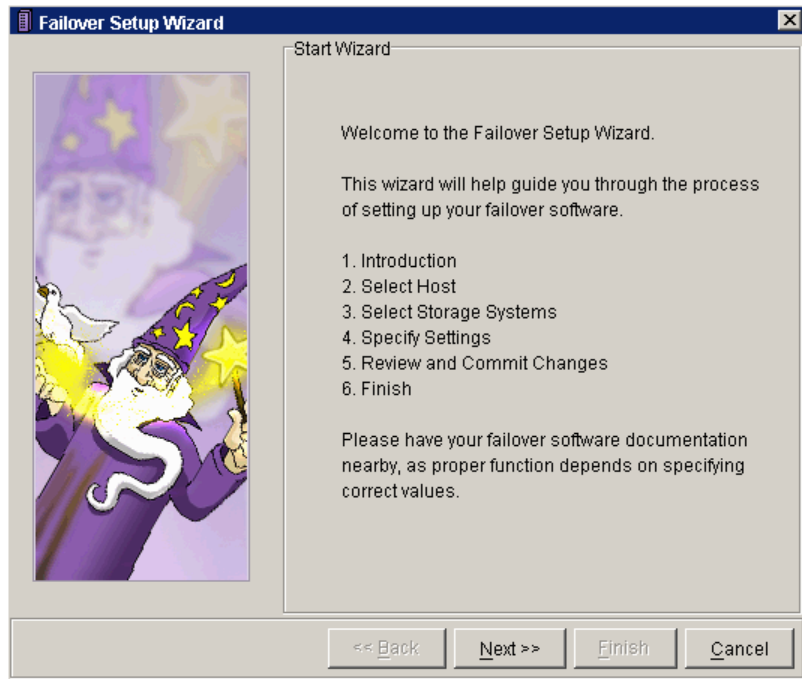 Failover Setup Wizard
Start Wizard
Welcome to the Failover Setup Wizard.
This wizard will help guide you through the process
of setting up your failover software.
1. Introduction
2. Select Host
3. Select Storage Systems
4. Specify Settings
5. Review and Commit Changes
6. Finish
Please have your failover software documentation
nearby, as proper function depends on specifying
correct values.
<< Back
Next >>
Finish
Cancel